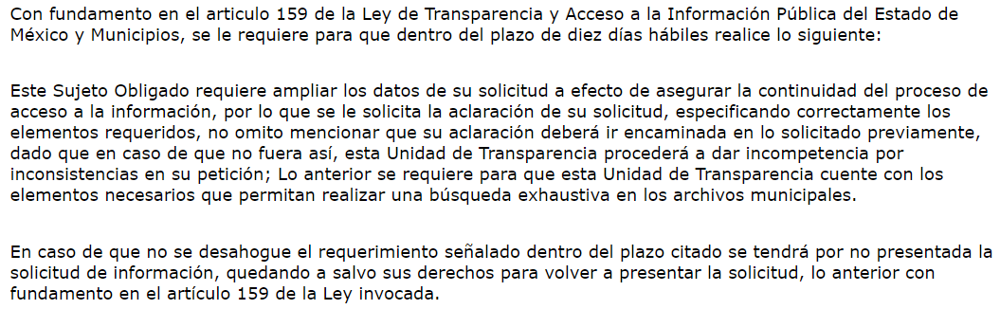 Con fundamento en el articulo 159 de la Ley de Transparencia y Acceso a la Información Pública del Estado de
México y Municipios, se le requiere para que dentro del plazo de diez días hábiles realice lo siguiente:
Este Sujeto Obligado requiere ampliar los datos de su solicitud a efecto de asegurar la continuidad del proceso de
acceso a la información, por lo que se le solicita la aclaración de su solicitud, especificando correctamente los
elementos requeridos, no omito mencionar que su aclaración deberá ir encaminada en lo solicitado previamente,
dado que en caso de que no fuera así, esta Unidad de Transparencia procederá a dar incompetencia por
inconsistencias en su petición; Lo anterior se requiere para que esta Unidad de Transparencia cuente con los
elementos necesarios que permitan realizar una búsqueda exhaustiva en los archivos municipales.
En caso de que no se desahogue el requerimiento señalado dentro del plazo citado se tendrá por no presentada la
solicitud de información, quedando a salvo sus derechos para volver a presentar la solicitud, lo anterior con
fundamento en el artículo 159 de la Ley invocada.